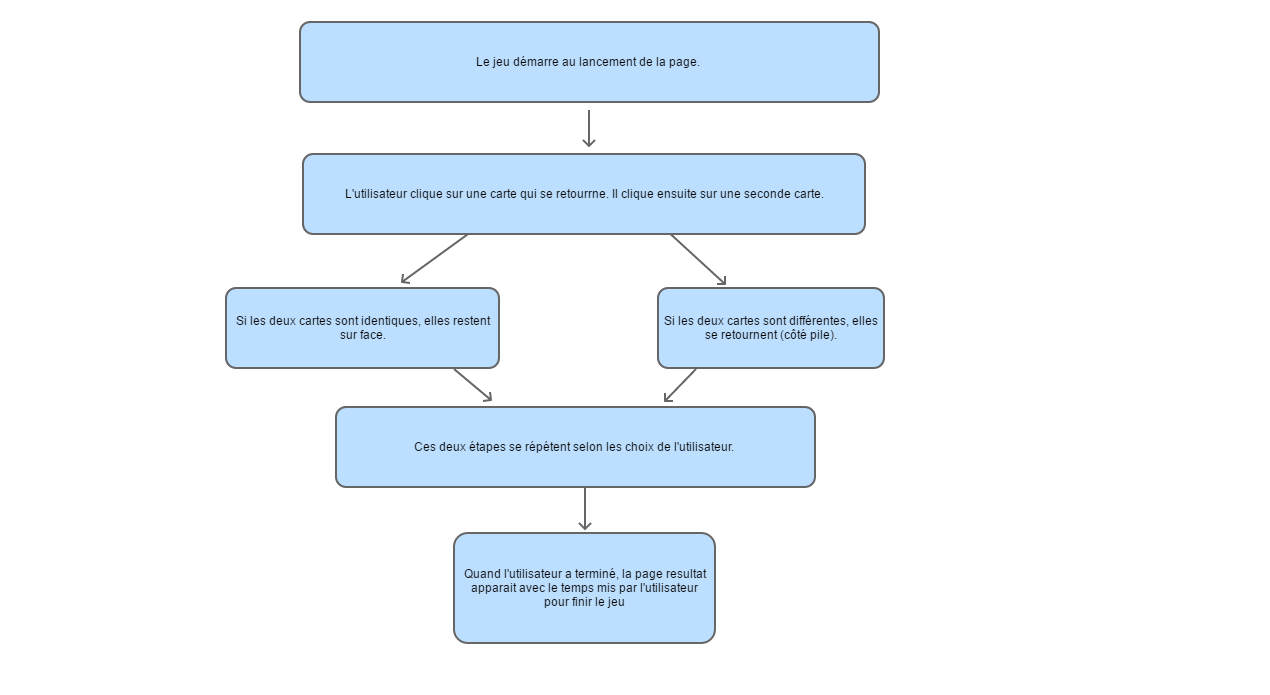 Le jeu démarre au lancement de la page.
L'utilisateur clique sur une carte qui se retourrne. Il clique ensuite sur une seconde carte.
Si les deux cartes sont identiques, elles restent
sur face.
Si les deux cartes sont différentes, elles
se retournent (côté pile).
Ces deux étapes se répétent selon les choix de l'utilisateur.
Quand l'utilisateur a terminé, la page resultat
apparait avec le temps mis par l'utilisateur
pour finir le jeu